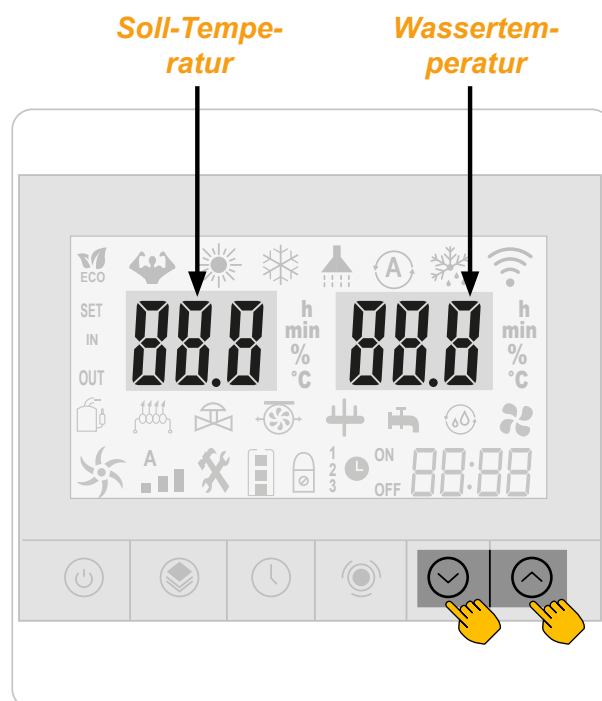 Soll-Tempe-
ratur
Wassertem-
peratur
ECO
A
SET
88.8
h
min
%
°C
88.8
h
min
%
°C
IN
OUT
A
1
2
3
ON
OFF
88:88